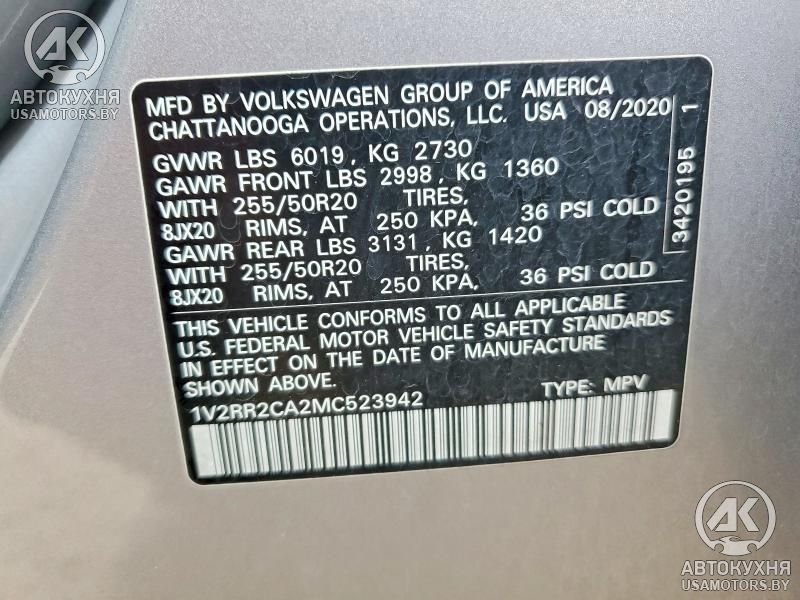 АК
АВТОКУХНЯ
USAMOTORS.BY
MFD BY VOLKSWAGEN GROUP OF AMERICA
CHATTANOOGA OPERATIONS, LLC. USA 08/2020
GVWR LBS 6019, KG 2730
GAWR FRONT LBS 2998, KG 1360
WITH 255/50R20 TIRES,
8JX20 RIMS, AT 250 KPA, 36 PSI COLD
GAWR REAR LBS 3131, KG 1420
WITH 255/50R20 TIRES,
8JX20 RIMS, AT 250 KPA, 36 PSI COLD
THIS VEHICLE CONFORMS TO ALL APPLICABLE
U.S. FEDERAL MOTOR VEHICLE SAFETY STANDARDS
IN EFFECT ON THE DATE OF MANUFACTURE
SHOWN ABOVE.
1V2RR2CA2MC523942 TYPE: MPV
3420195 1
АК
АВТОКУХНЯ
USAMOTORS.BY